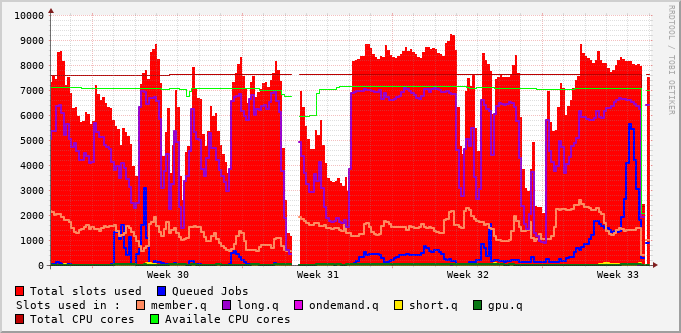 10000
9000
8000
7000
6000
5000
4000
3000
2000
1000
0
Week 30 Week 31 Week 32 Week 33
Total slots used Queued Jobs
Slots used in : member.q long.q ondemand.q short.q gpu.q
Total CPU cores Availale CPU cores
RRDTOOL / TOBI OETIKER